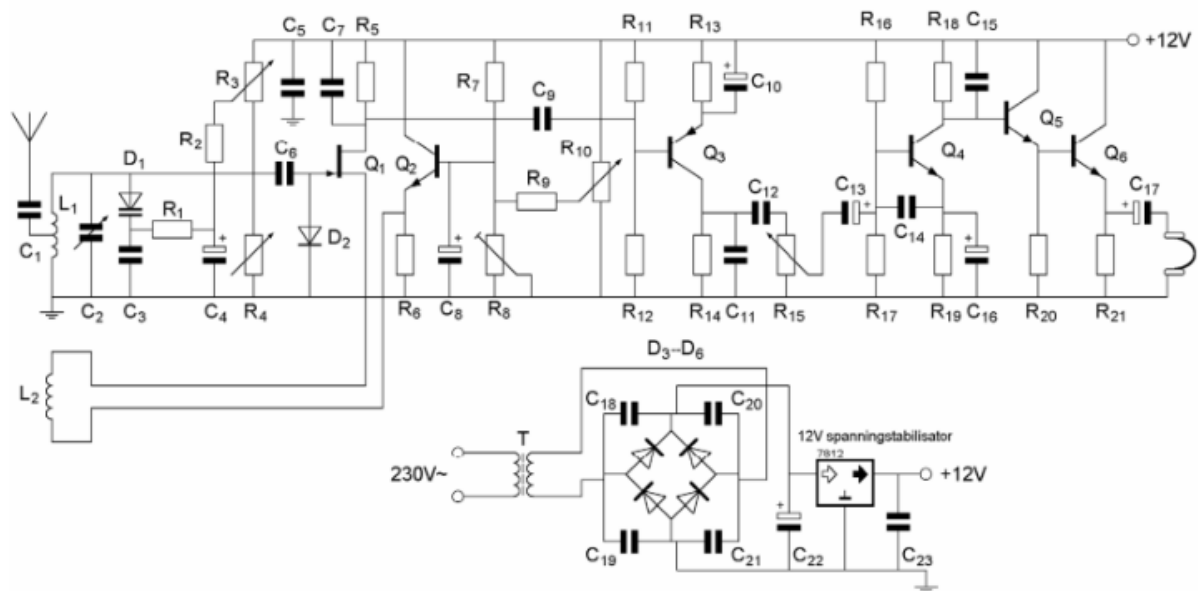 C5 C7 R5 R11 R13 R16 R18 C15
+12V
R3 R7 C9 + C10
R2 Q5
D1 C6 Q1 Q2 R10 Q3 Q4 Q6
L1 R1 R9 C12 C13 C17
C1 + D2 + + C14 + +
C2 C3 C4 R4 R6 C8 R8 R12 R14 C11 R15 R17 R19 C16 R20 R21
D3--D6
L2
C18 C20
T 12V spanningstabilisator
7812
230V~ +12V
+
C19 C21 C22 C23